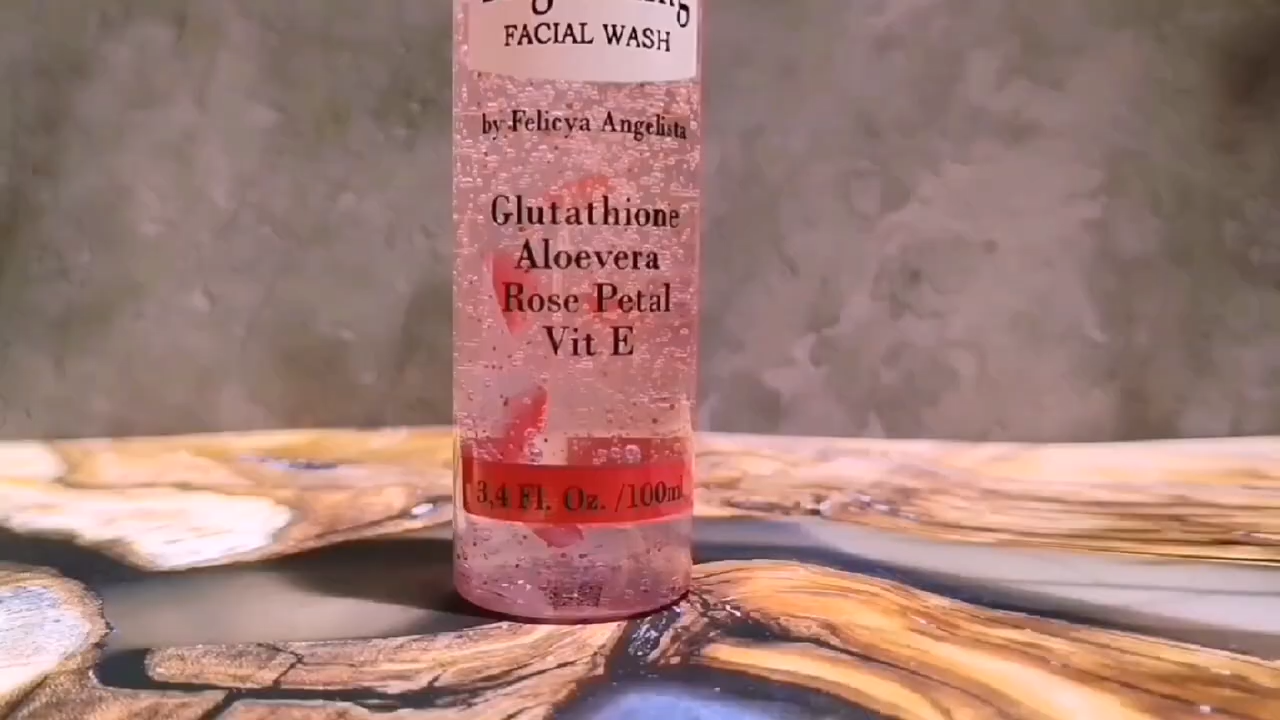 FACIAL WASH
by Felicya Angelista
Glutathione
Aloevera
Rose Petal
Vit E
3,4 Fl. Oz. /100ml